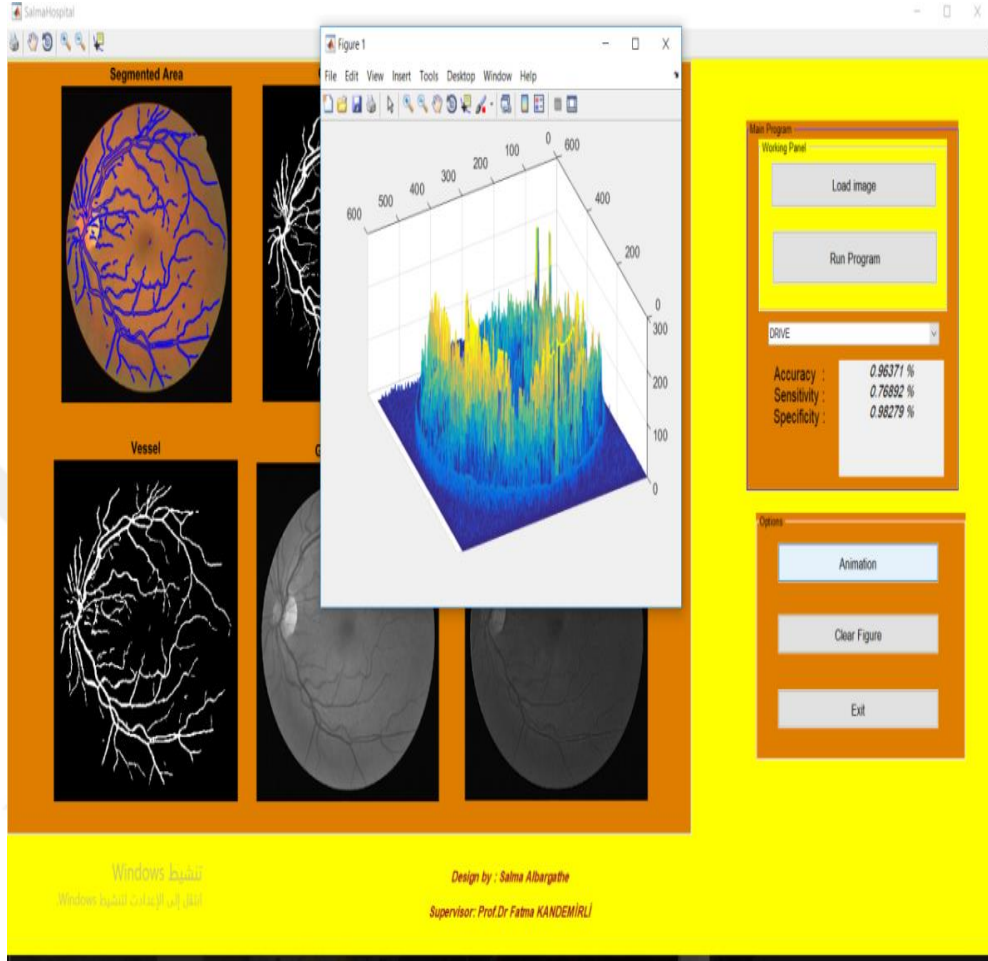 SalmaHospital
Segmented Area
Figure 1
File Edit View Insert Tools Desktop Window Help
0
100
200
300
400
500
600
600
400
200
0
300
200
100
0
Vessel
G
Main Program
Working Panel
Load image
Run Program
DRIVE
Accuracy : 0.96371 %
Sensitivity : 0.76892 %
Specificity : 0.98279 %
Options
Animation
Clear Figure
Exit
تنشيط Windows
انتقل إلى الإعدادت لتنشيط Windows.
Design by : Salma Albargathe
Supervisor: Prof.Dr Fatma KANDEMİRLİ